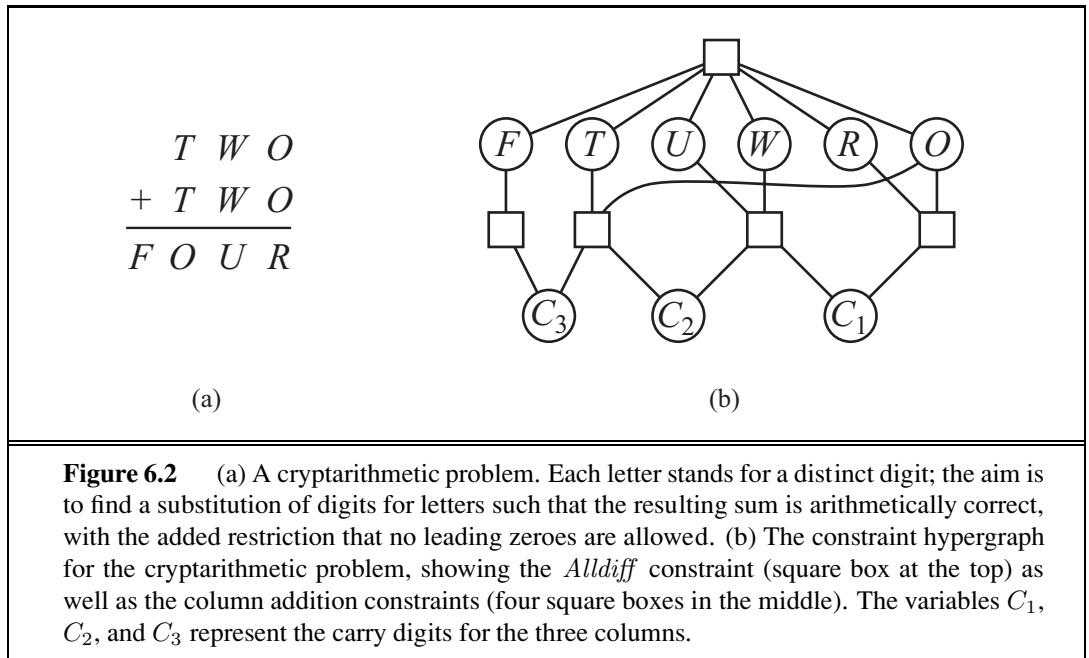 T W O
+ T W O
F O U R
(a)
F T U W R O
C3 C2 C1
(b)
Figure 6.2 (a) A cryptarithmetic problem. Each letter stands for a distinct digit; the aim is
to find a substitution of digits for letters such that the resulting sum is arithmetically correct,
with the added restriction that no leading zeroes are allowed. (b) The constraint hypergraph
for the cryptarithmetic problem, showing the Alldiff constraint (square box at the top) as
well as the column addition constraints (four square boxes in the middle). The variables C1,
C2, and C3 represent the carry digits for the three columns.